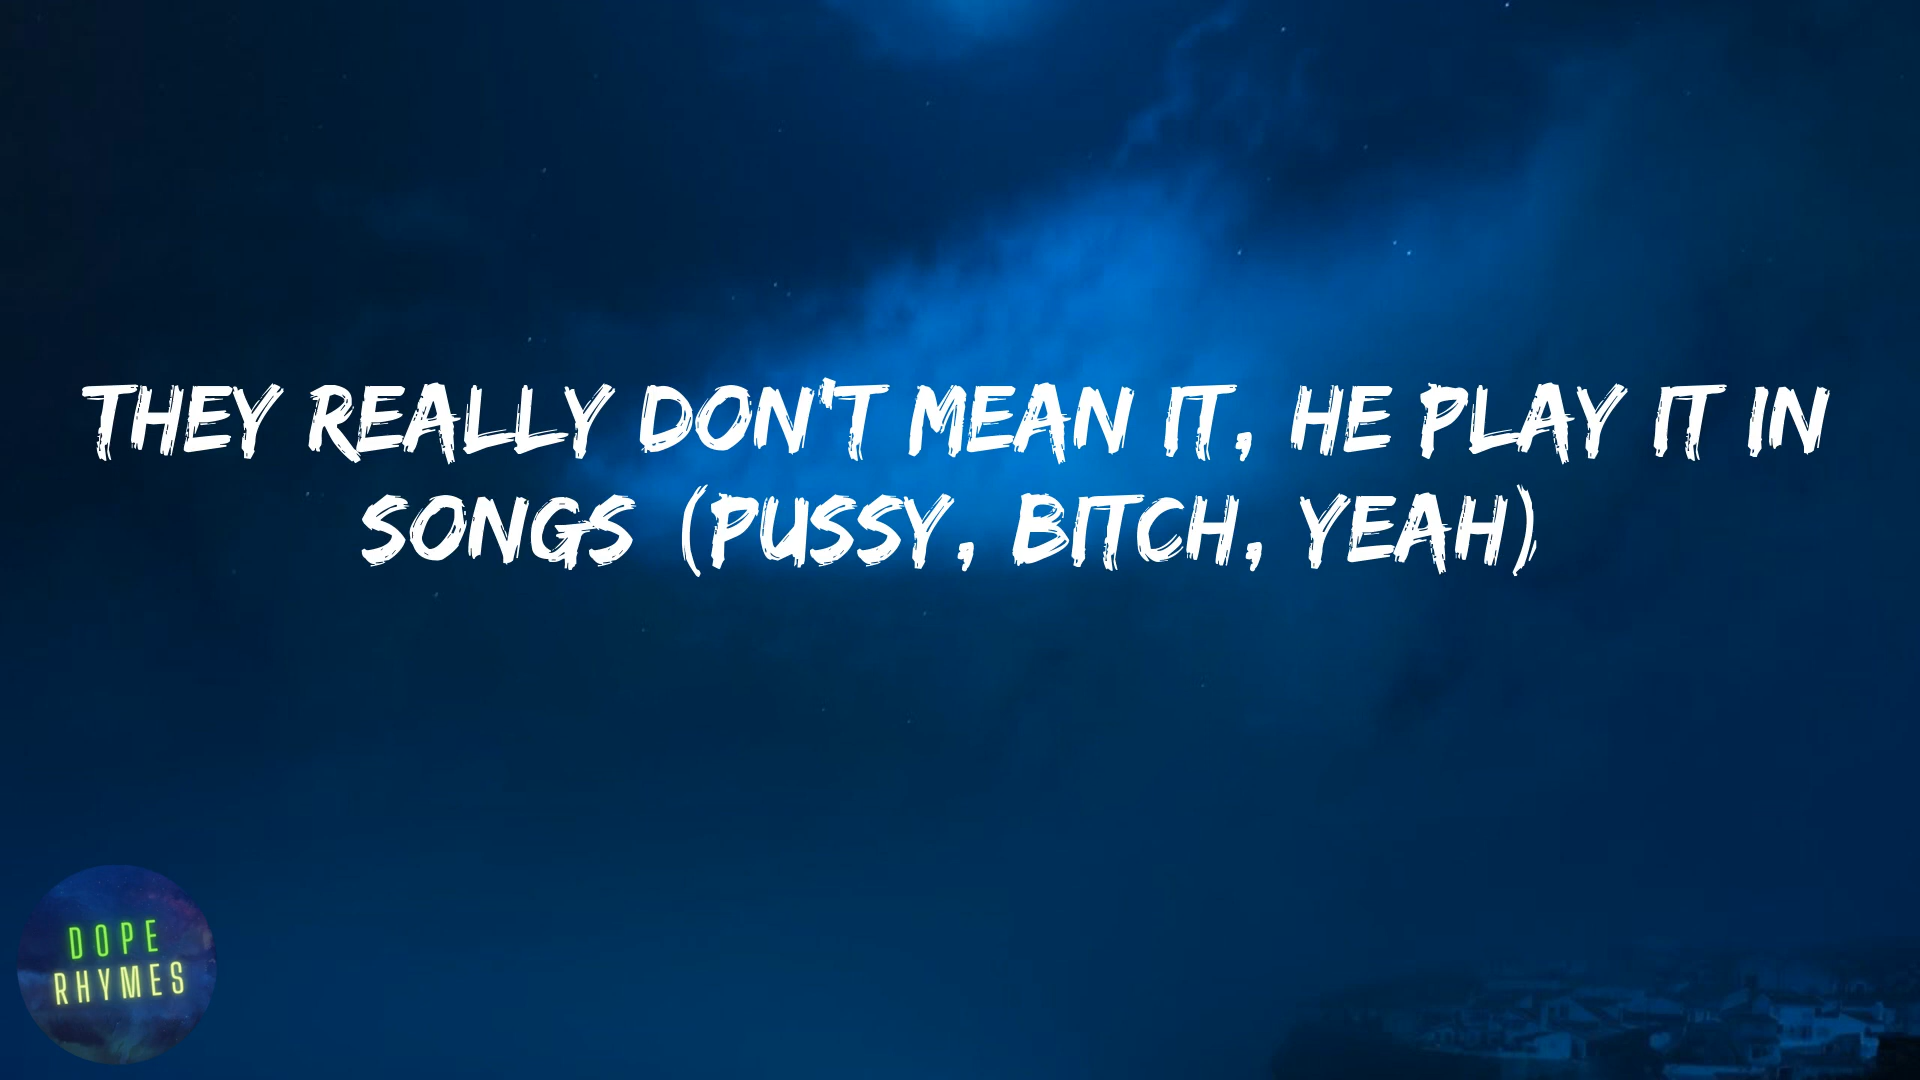 THEY REALLY DON'T MEAN IT, HE PLAY IT IN
SONGS (PUSSY, BITCH, YEAH)
DOPE
RHYMES